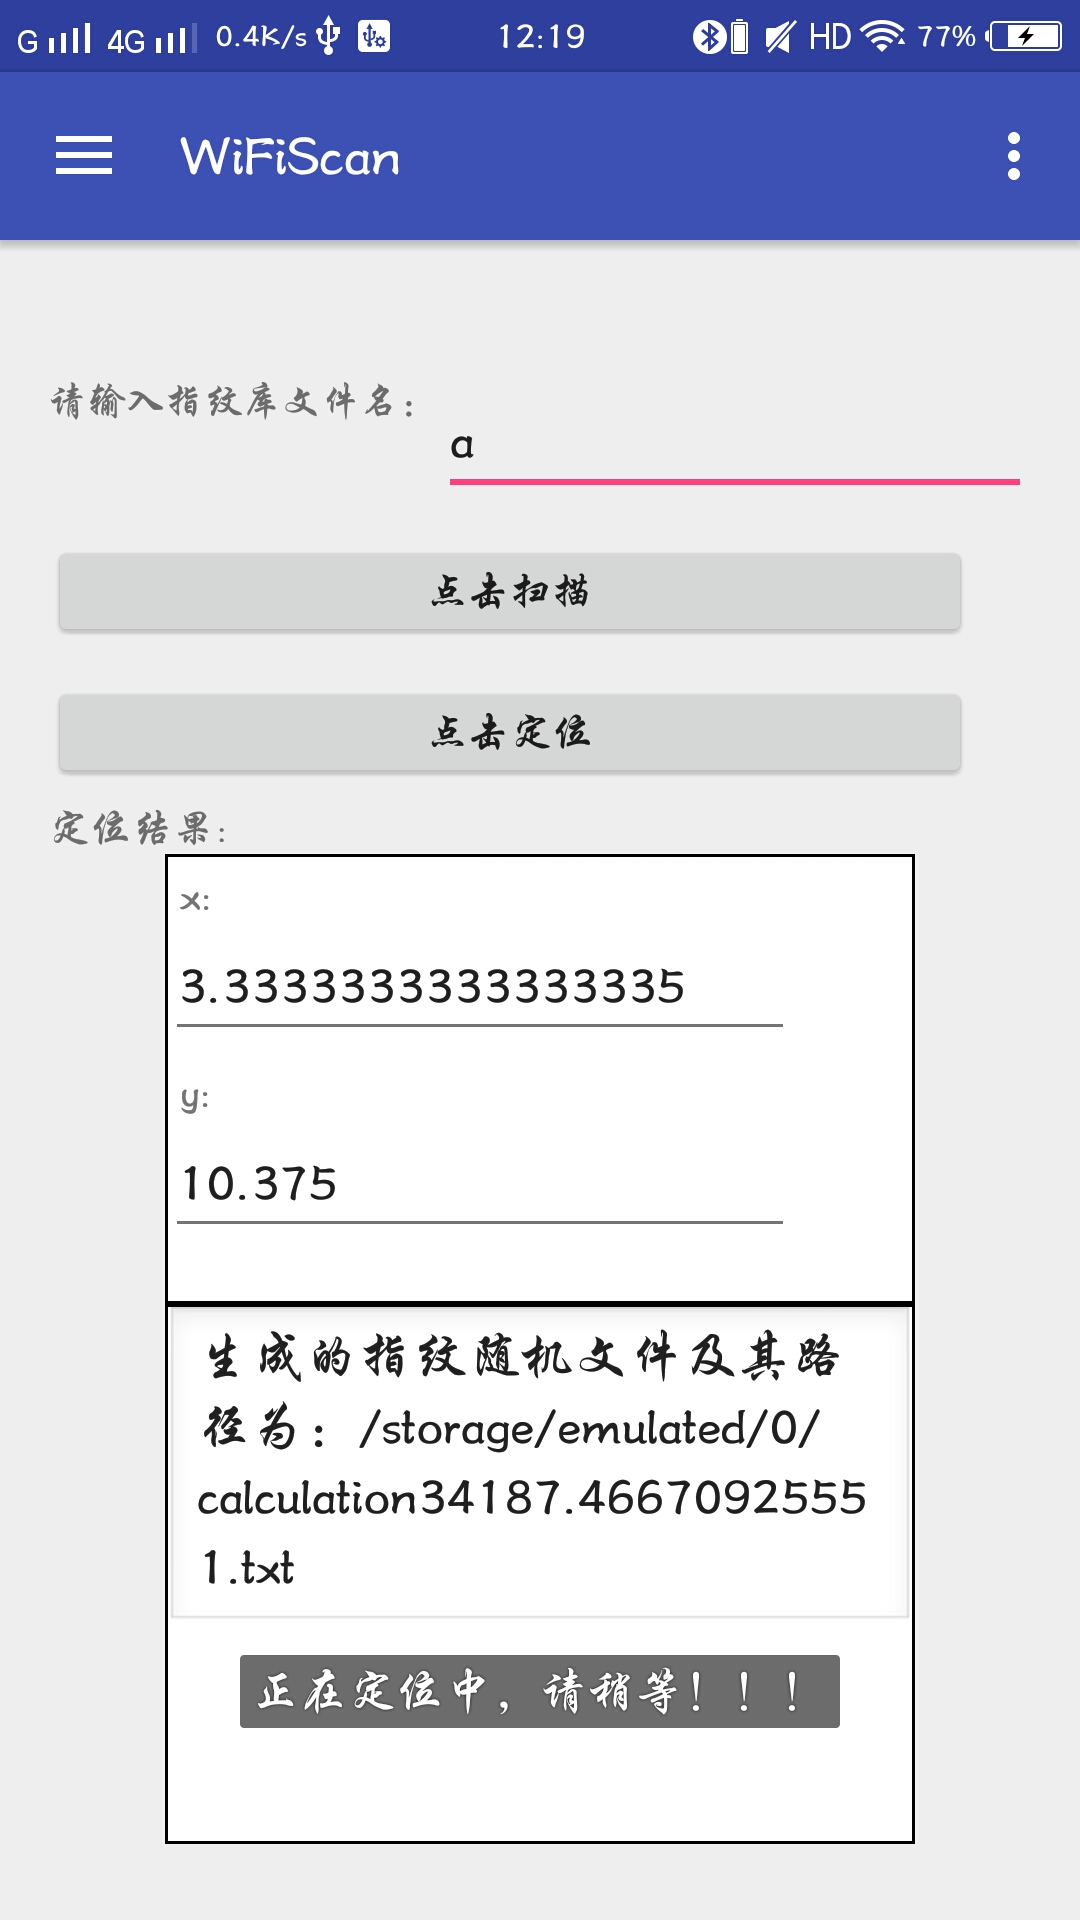 G 4G 0.4K/s 12:19 HD 77%
WiFiScan
请输入指纹库文件名：
a
点击扫描
点击定位
定位结果：
x:
3.3333333333333335
y:
10.375
生成的指纹随机文件及其路
径为：/storage/emulated/0/
calculation34187.4667092555
1.txt
正在定位中，请稍等！！！